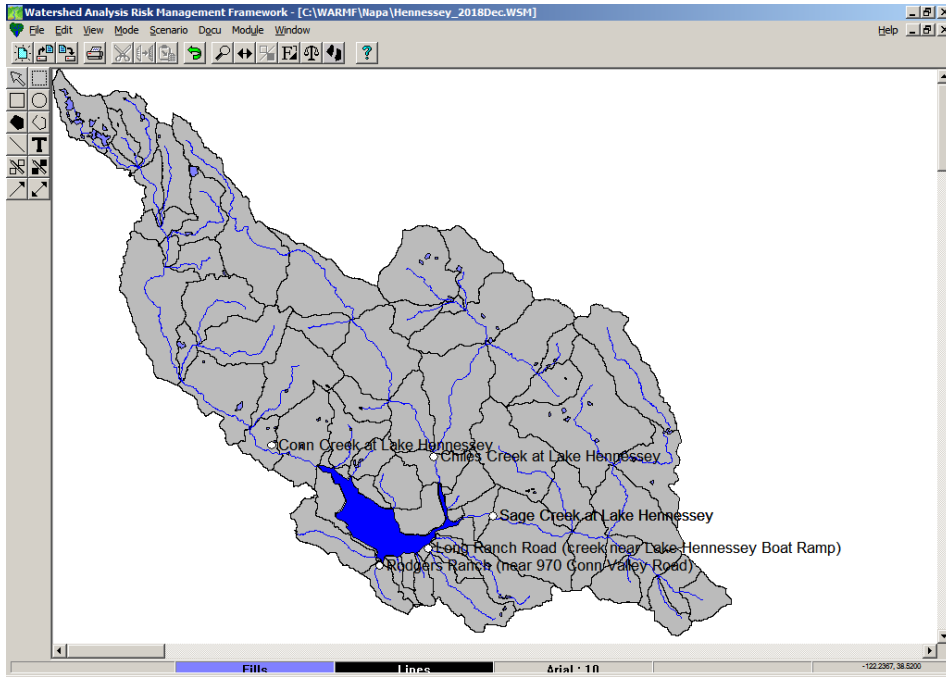 Watershed Analysis Risk Management Framework - [C:\WARMF\Napa\Hennessey_2018Dec.WSM]
File Edit View Mode Scenario Docu Module Window Help
T
Conn Creek at Lake Hennessey
Chiles Creek at Lake Hennessey
Sage Creek at Lake Hennessey
Long Ranch Road (creek near Lake Hennessey Boat Ramp)
Rodgers Ranch (near 970 Conn Valley Road)
Fills Lines Arial : 10 -122.2367, 38.5200